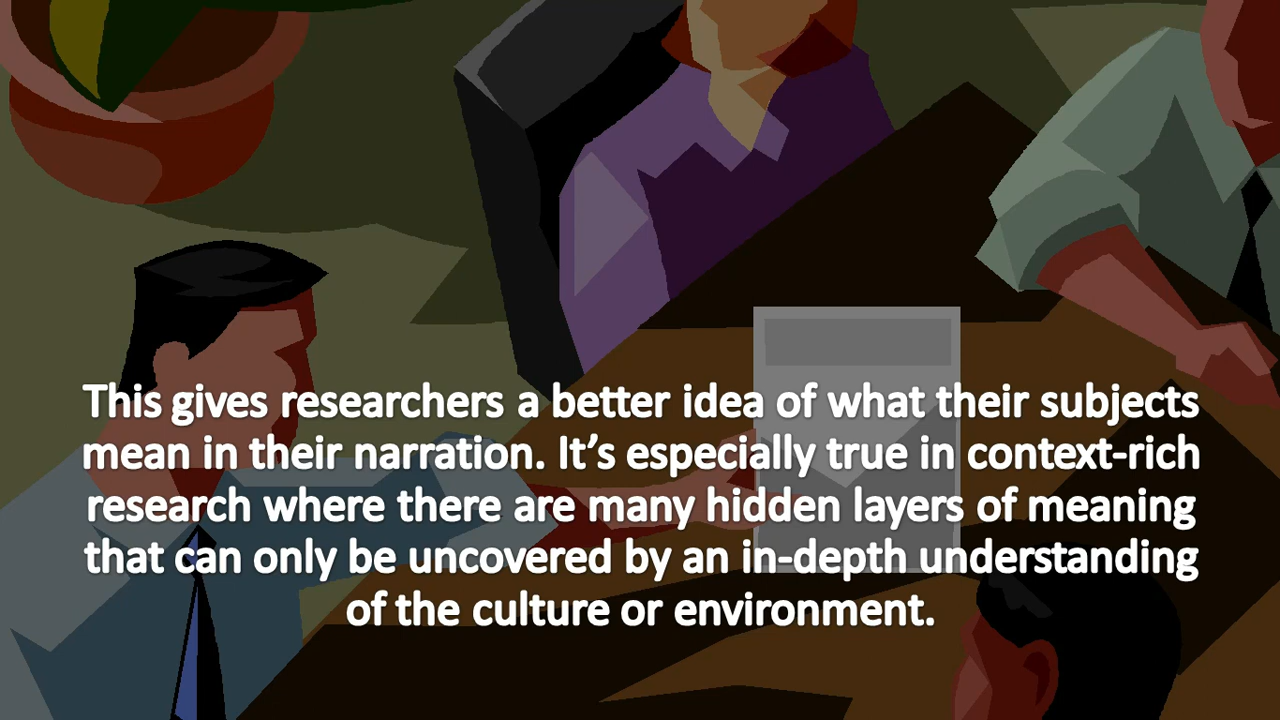 This gives researchers a better idea of what their subjects
mean in their narration. It’s especially true in context-rich
research where there are many hidden layers of meaning
that can only be uncovered by an in-depth understanding
of the culture or environment.